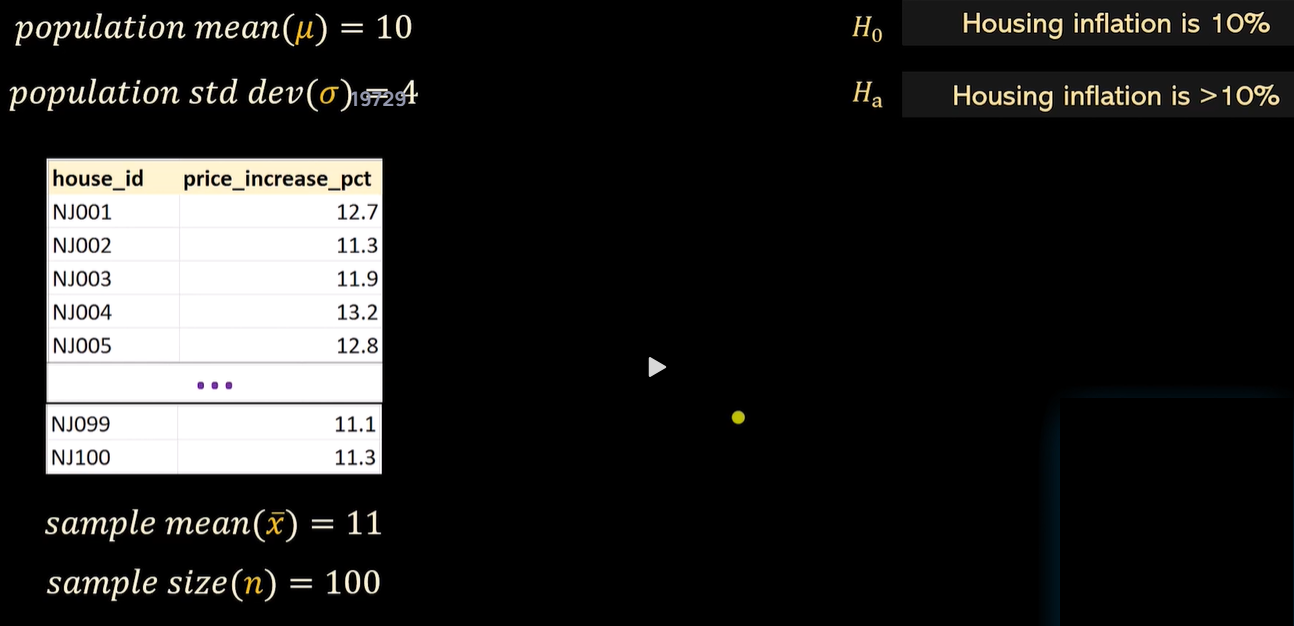 population mean(μ) = 10
population std dev(σ) = 4
19729
H₀ Housing inflation is 10%
Hₐ Housing inflation is >10%
house_id price_increase_pct
NJ001 12.7
NJ002 11.3
NJ003 11.9
NJ004 13.2
NJ005 12.8
...
NJ099 11.1
NJ100 11.3
sample mean(x̄) = 11
sample size(n) = 100